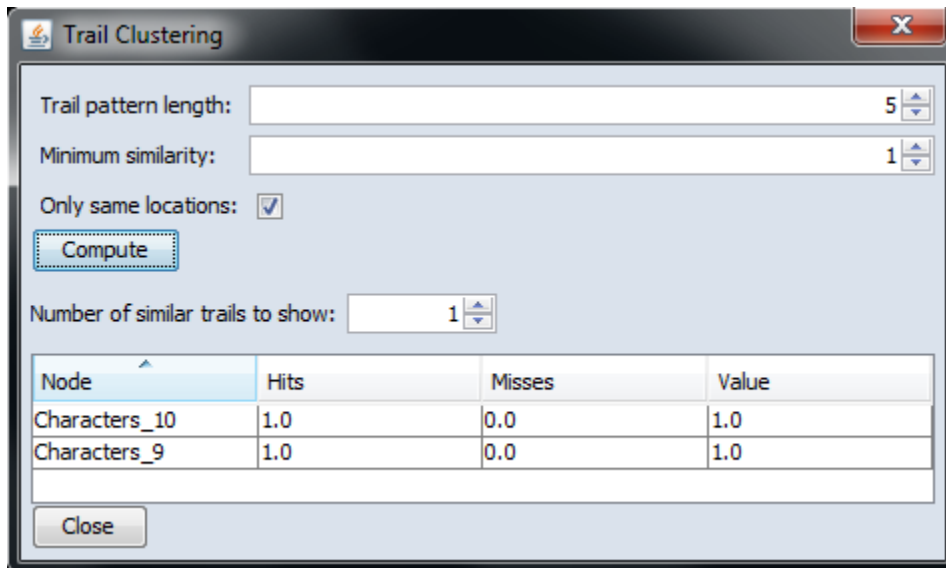 Trail Clustering
Trail pattern length: 5
Minimum similarity: 1
Only same locations:
Compute
Number of similar trails to show: 1
Node Hits Misses Value
Characters_10 1.0 0.0 1.0
Characters_9 1.0 0.0 1.0
Close